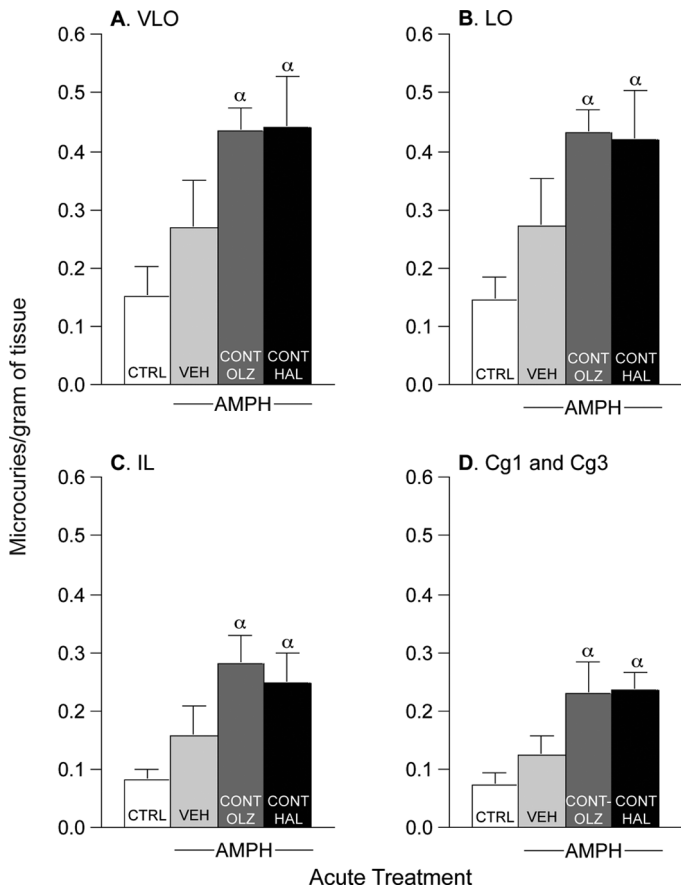 A. VLO
0.6
0.5
0.4
0.3
0.2
0.1
0.0
α
α
CTRL
VEH
CONT
OLZ
CONT
HAL
AMPH
B. LO
0.6
0.5
0.4
0.3
0.2
0.1
0.0
α
α
CTRL
VEH
CONT
OLZ
CONT
HAL
AMPH
Microcuries/gram of tissue
C. IL
0.6
0.5
0.4
0.3
0.2
0.1
0.0
α
α
CTRL
VEH
CONT
OLZ
CONT
HAL
AMPH
D. Cg1 and Cg3
0.6
0.5
0.4
0.3
0.2
0.1
0.0
α
α
CTRL
VEH
CONT-
OLZ
CONT
HAL
AMPH
Acute Treatment